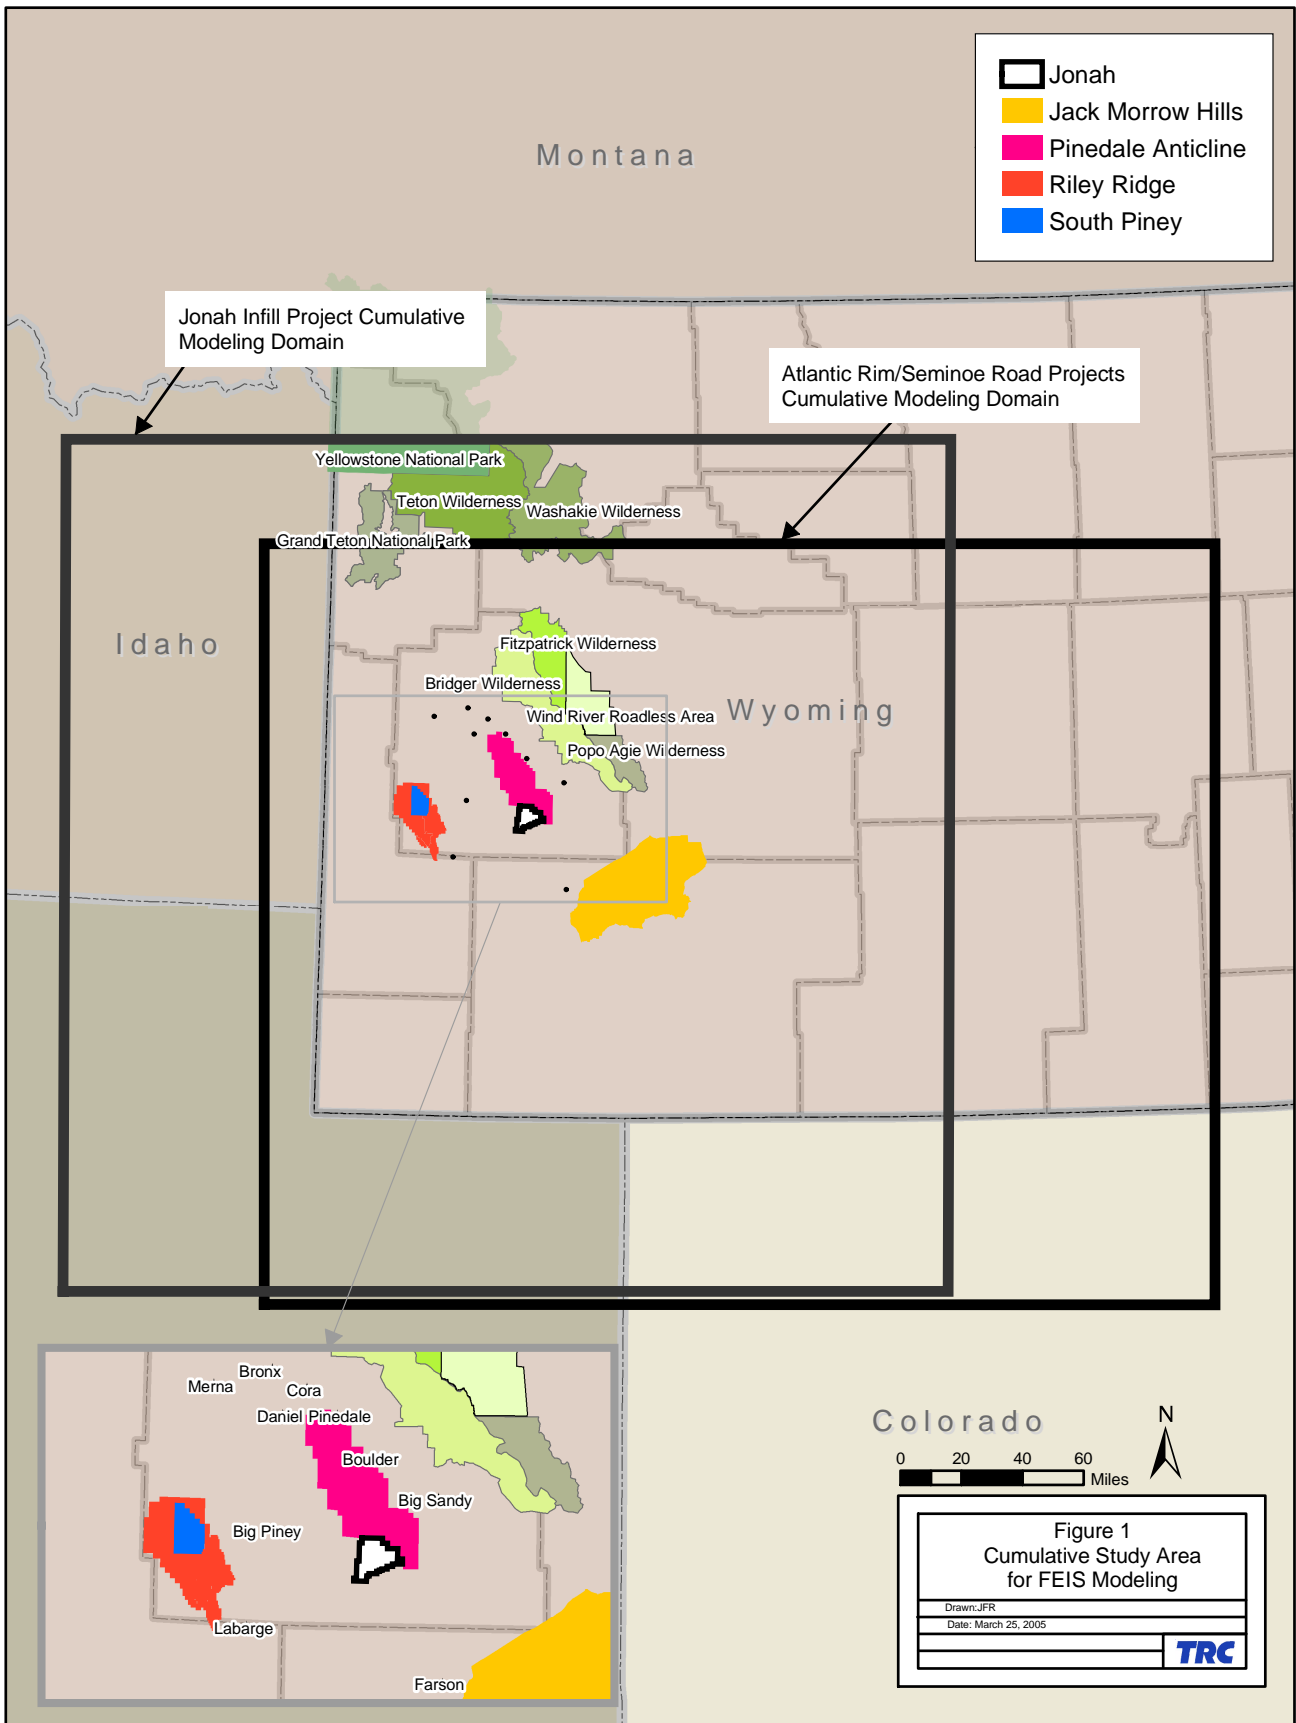 Jonah
Jack Morrow Hills
Pinedale Anticline
Riley Ridge
South Piney
Montana
Jonah Infill Project Cumulative
Modeling Domain
Atlantic Rim/Seminoe Road Projects
Cumulative Modeling Domain
Yellowstone National Park
Teton Wilderness
Washakie Wilderness
Grand Teton National Park
Idaho
Fitzpatrick Wilderness
Bridger Wilderness
Wind River Roadless Area
Wyoming
Popo Agie Wilderness
Bronx
Merna
Cora
Daniel Pinedale
Boulder
Big Sandy
Big Piney
Labarge
Farson
Colorado
N
0 20 40 60
Miles
Figure 1
Cumulative Study Area
for FEIS Modeling
Drawn:JFR
Date: March 25, 2005
TRC